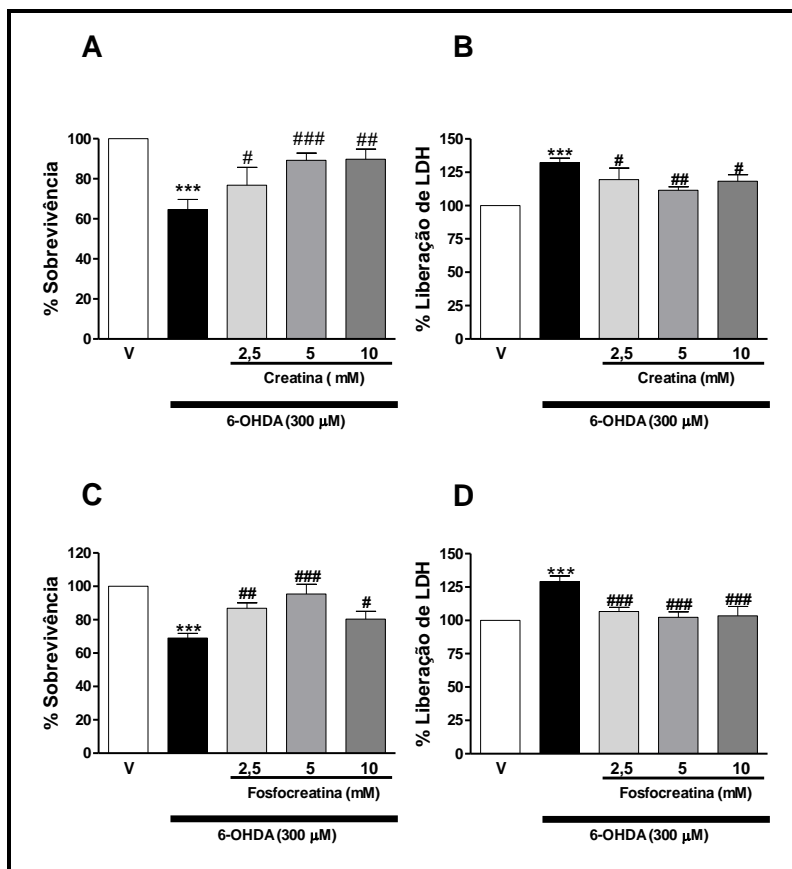 A
% Sobrevivência
100
80
60
40
20
0
***
#
###
##
V
2,5 5 10
Creatina ( mM)
6-OHDA (300 µM)
B
% Liberação de LDH
150
125
100
75
50
25
0
***
#
##
#
V
2,5 5 10
Creatina (mM)
6-OHDA (300 µM)
C
% Sobrevivência
120
100
80
60
40
20
0
***
##
###
#
V
2,5 5 10
Fosfocreatina (mM)
6-OHDA (300 µM)
D
% Liberação de LDH
150
125
100
75
50
25
0
***
###
###
###
V
2,5 5 10
Fosfocreatina (mM)
6-OHDA (300 µM)